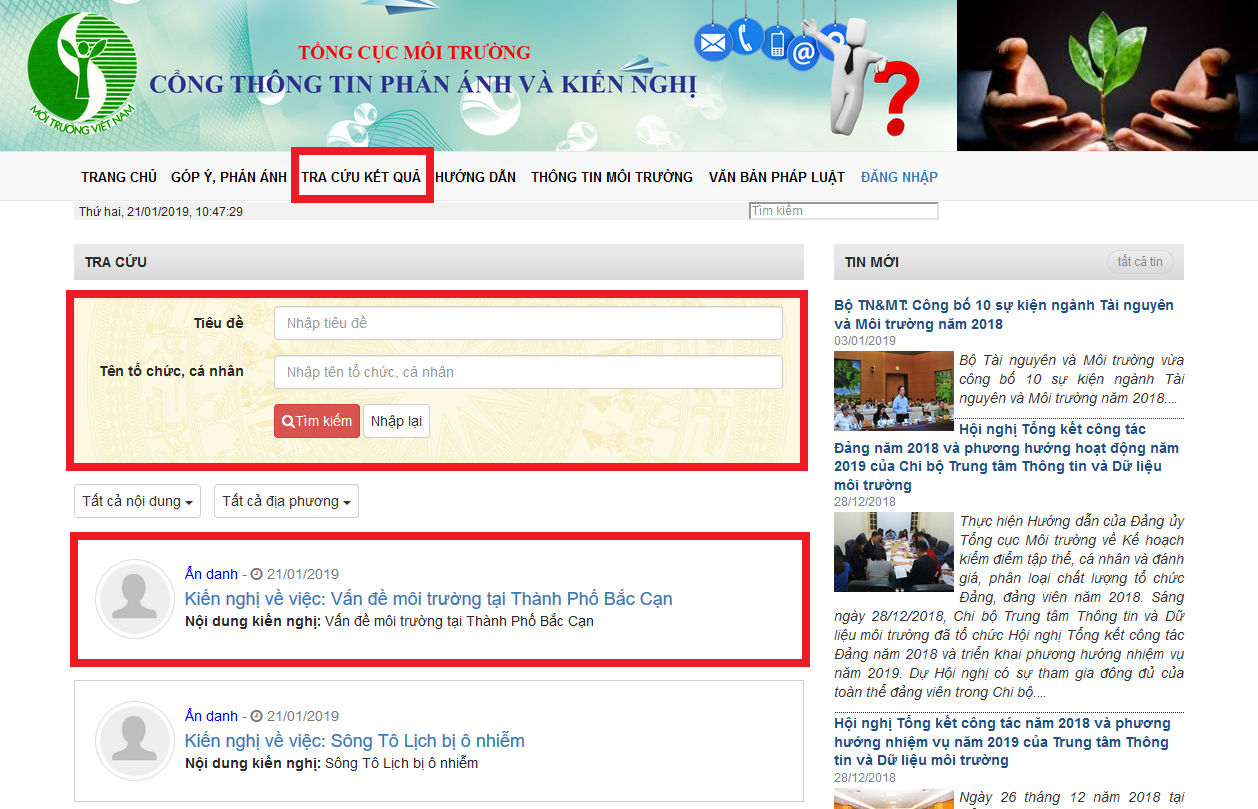 TỔNG CỤC MÔI TRƯỜNG
CỔNG THÔNG TIN PHẢN ÁNH VÀ KIẾN NGHỊ
MÔI TRƯỜNG VIỆT NAM
@
?
TRANG CHỦ GÓP Ý, PHẢN ÁNH TRA CỨU KẾT QUẢ HƯỚNG DẪN THÔNG TIN MÔI TRƯỜNG VĂN BẢN PHÁP LUẬT ĐĂNG NHẬP
Thứ hai, 21/01/2019, 10:47:29
Tìm kiếm
TRA CỨU
Tiêu đề
Nhập tiêu đề
Tên tổ chức, cá nhân
Nhập tên tổ chức, cá nhân
Tìm kiếm Nhập lại
Tất cả nội dung Tất cả địa phương
Ẩn danh - 21/01/2019
Kiến nghị về việc: Vấn đề môi trường tại Thành Phố Bắc Cạn
Nội dung kiến nghị: Vấn đề môi trường tại Thành Phố Bắc Cạn
Ẩn danh - 21/01/2019
Kiến nghị về việc: Sông Tô Lịch bị ô nhiễm
Nội dung kiến nghị: Sông Tô Lịch bị ô nhiễm
TIN MỚI
tất cả tin
Bộ TN&MT: Công bố 10 sự kiện ngành Tài nguyên
và Môi trường năm 2018
03/01/2019
Bộ Tài nguyên và Môi trường vừa
công bố 10 sự kiện ngành Tài
nguyên và Môi trường năm 2018....
Hội nghị Tổng kết công tác
Đảng năm 2018 và phương hướng hoạt động năm
2019 của Chi bộ Trung tâm Thông tin và Dữ liệu
môi trường
28/12/2018
Thực hiện Hướng dẫn của Đảng ủy
Tổng cục Môi trường về Kế hoạch
kiểm điểm tập thể, cá nhân và đánh
giá, phân loại chất lượng tổ chức
Đảng, đảng viên năm 2018. Sáng
ngày 28/12/2018, Chi bộ Trung tâm Thông tin và Dữ
liệu môi trường đã tổ chức Hội nghị Tổng kết công tác
Đảng năm 2018 và triển khai phương hướng nhiệm vụ
năm 2019. Dự Hội nghị có sự tham gia đông đủ của
toàn thể đảng viên trong Chi bộ....
Hội nghị Tổng kết công tác năm 2018 và phương
hướng nhiệm vụ năm 2019 của Trung tâm Thông
tin và Dữ liệu môi trường
28/12/2018
Ngày 26 tháng 12 năm 2018 tại